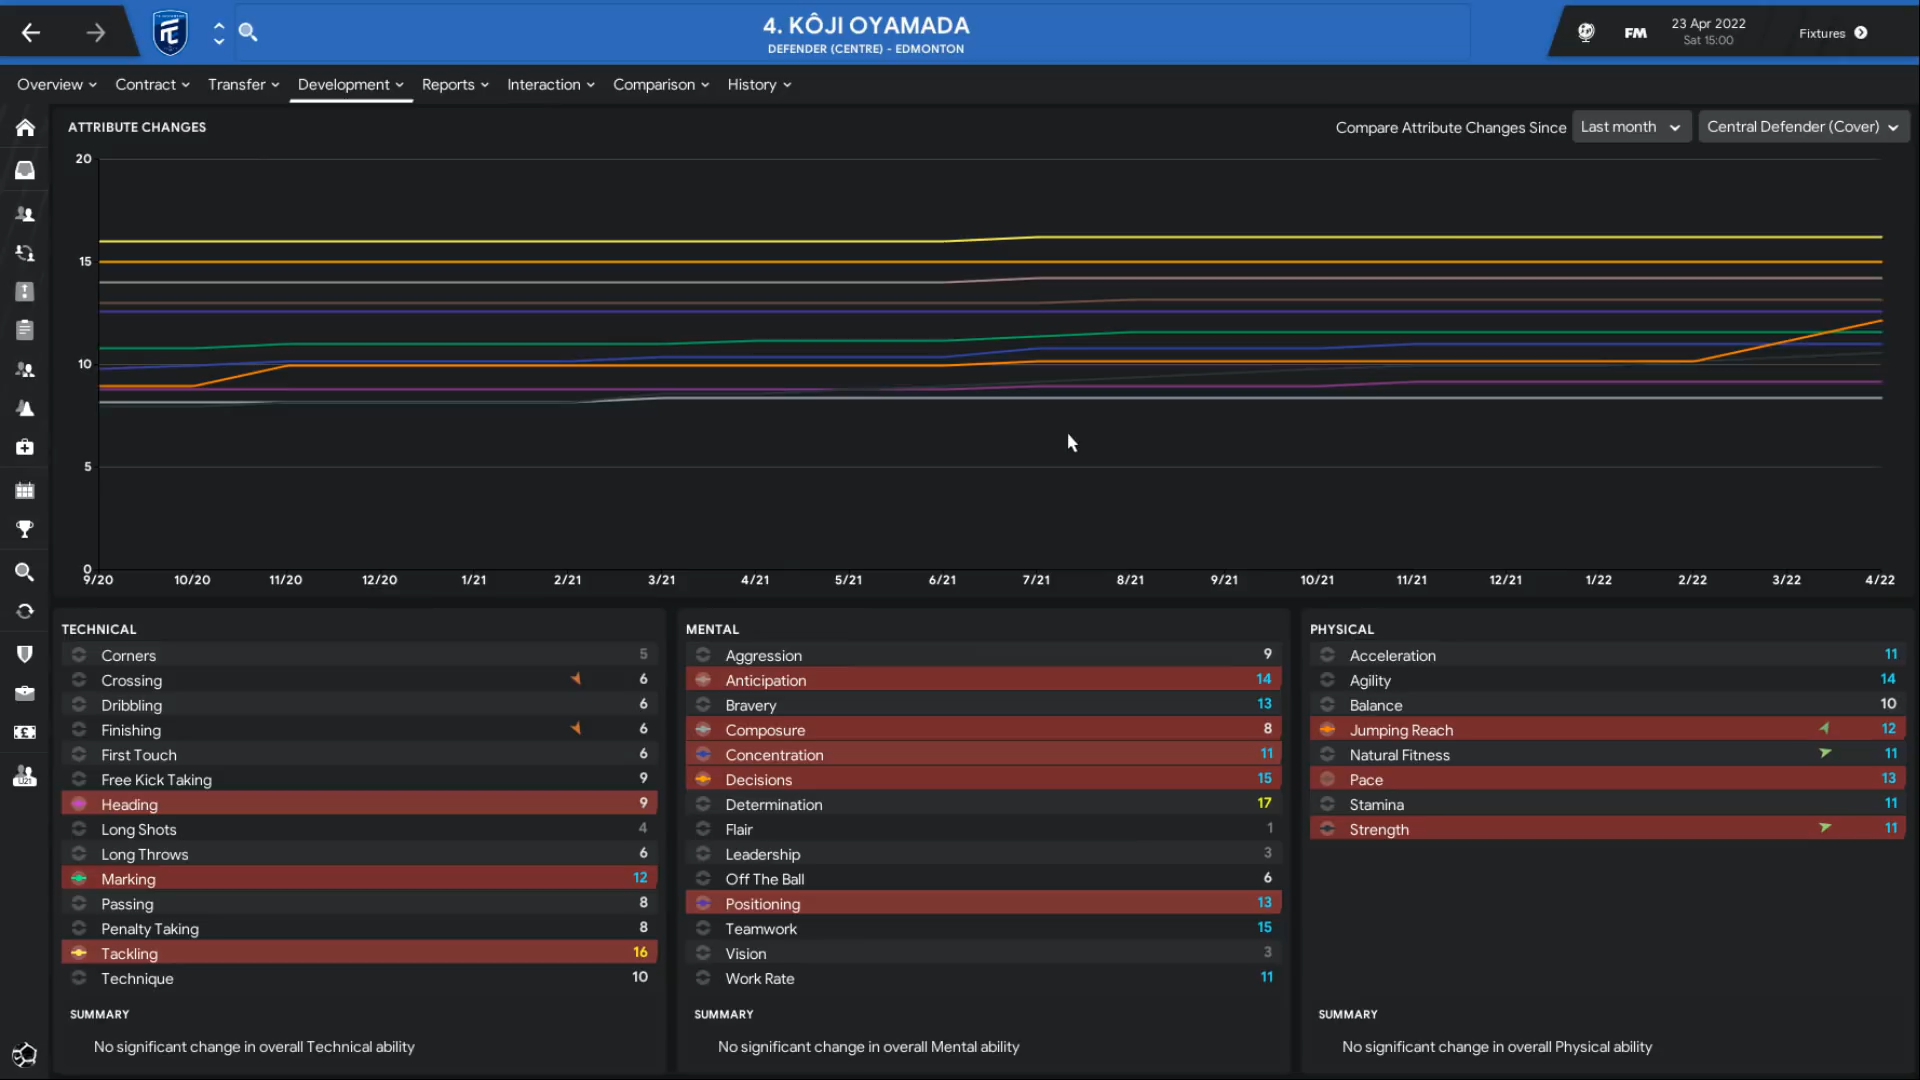 4. KÔJI OYAMADA
DEFENDER (CENTRE) - EDMONTON
FM
23 Apr 2022
Sat 15:00
Fixtures
Overview
Contract
Transfer
Development
Reports
Interaction
Comparison
History
ATTRIBUTE CHANGES
Compare Attribute Changes Since
Last month
Central Defender (Cover)
20
15
10
5
0
9/20 10/20 11/20 12/20 1/21 2/21 3/21 4/21 5/21 6/21 7/21 8/21 9/21 10/21 11/21 12/21 1/22 2/22 3/22 4/22
TECHNICAL
Corners 5
Crossing 6
Dribbling 6
Finishing 6
First Touch 6
Free Kick Taking 9
Heading 9
Long Shots 4
Long Throws 6
Marking 12
Passing 8
Penalty Taking 8
Tackling 16
Technique 10
SUMMARY
No significant change in overall Technical ability
MENTAL
Aggression 9
Anticipation 14
Bravery 13
Composure 8
Concentration 11
Decisions 15
Determination 17
Flair 1
Leadership 3
Off The Ball 6
Positioning 13
Teamwork 15
Vision 3
Work Rate 11
SUMMARY
No significant change in overall Mental ability
PHYSICAL
Acceleration 11
Agility 14
Balance 10
Jumping Reach 12
Natural Fitness 11
Pace 13
Stamina 11
Strength 11
SUMMARY
No significant change in overall Physical ability